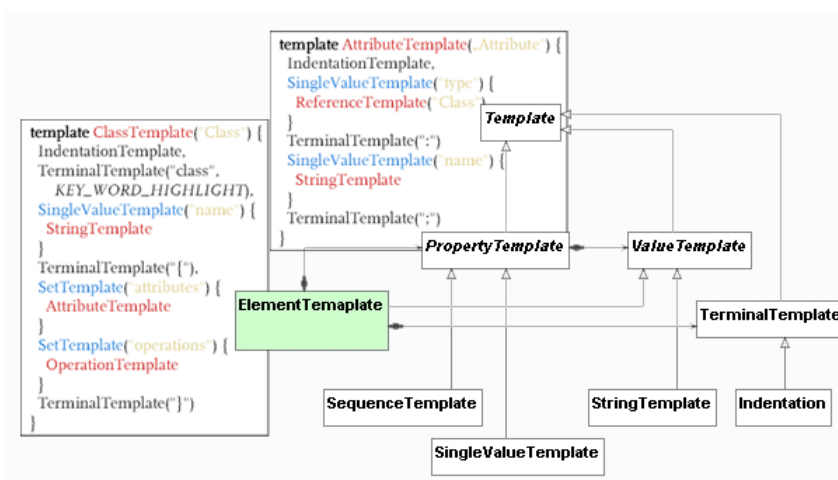 template AttributeTemplate(„Attribute") {
IndentationTemplate,
SingleValueTemplate("type") {
ReferenceTemplate("Class")
}
TerminalTemplate(":")
SingleValueTemplate("name") {
StringTemplate
}
TerminalTemplate(";")
}
template ClassTemplate("Class") {
IndentationTemplate,
TerminalTemplate("class",
KEY_WORD_HIGHLIGHT),
SingleValueTemplate("name") {
StringTemplate
}
TerminalTemplate("{"),
SetTemplate("attributes") {
AttributeTemplate
}
SetTemplate("operations") {
OperationTemplate
}
TerminalTemplate("}")
}
Template
PropertyTemplate
ValueTemplate
ElementTemaplate
TerminalTemplate
SequenceTemplate
StringTemplate
Indentation
SingleValueTemplate